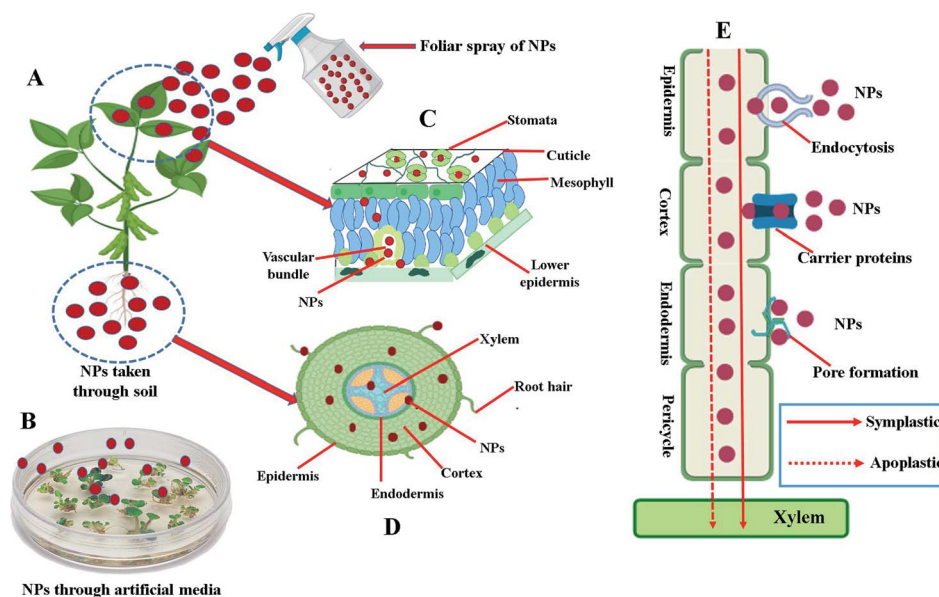 A
Foliar spray of NPs
C
Stomata
Cuticle
Mesophyll
Vascular
bundle
NPs
Lower
epidermis
NPs taken
through soil
Xylem
Root hair
NPs
Cortex
Endodermis
Epidermis
D
B
NPs through artificial media
E
Epidermis
NPs
Endocytosis
Cortex
NPs
Carrier proteins
Endodermis
NPs
Pore formation
Pericycle
Symplastic
Apoplastic
Xylem